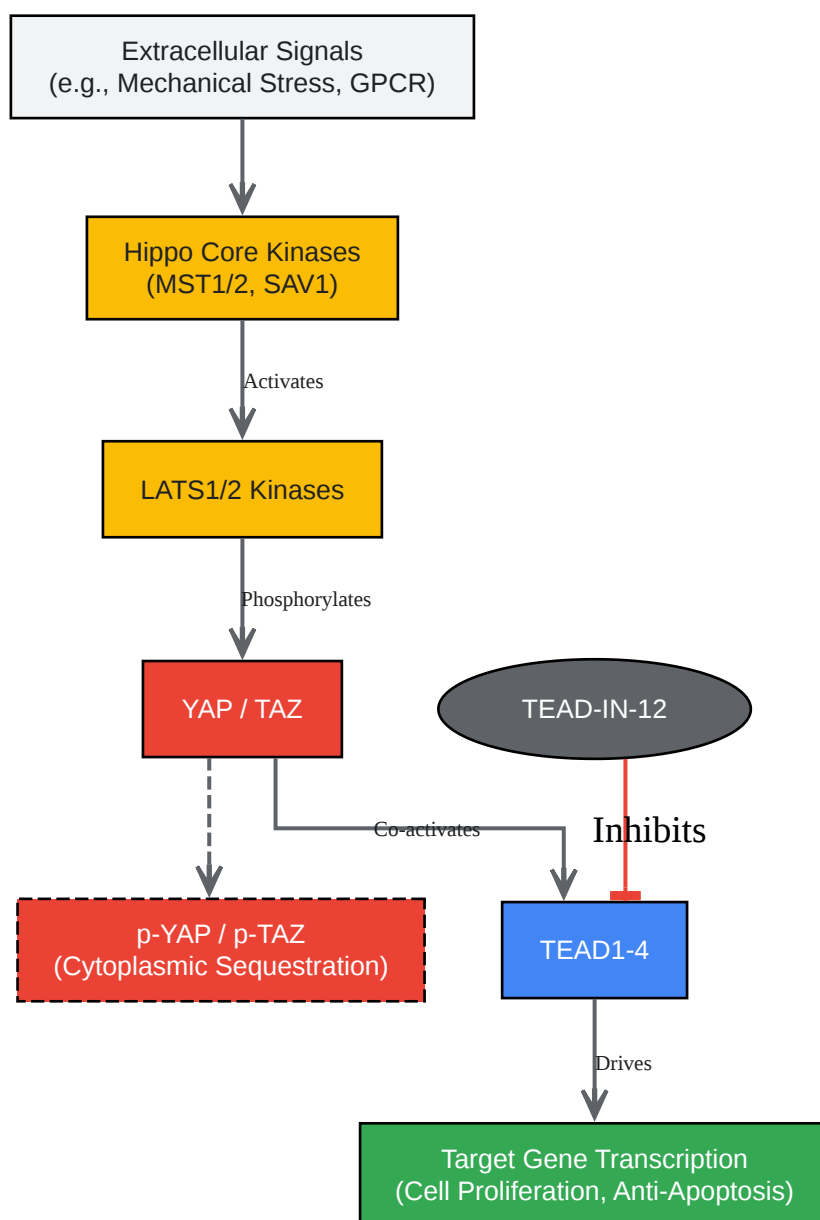 Extracellular Signals
(e.g., Mechanical Stress, GPCR)
Hippo Core Kinases
(MST1/2, SAV1)
Activates
LATS1/2 Kinases
Phosphorylates
YAP / TAZ
TEAD-IN-12
Co-activates
Inhibits
p-YAP / p-TAZ
(Cytoplasmic Sequestration)
TEAD1-4
Drives
Target Gene Transcription
(Cell Proliferation, Anti-Apoptosis)